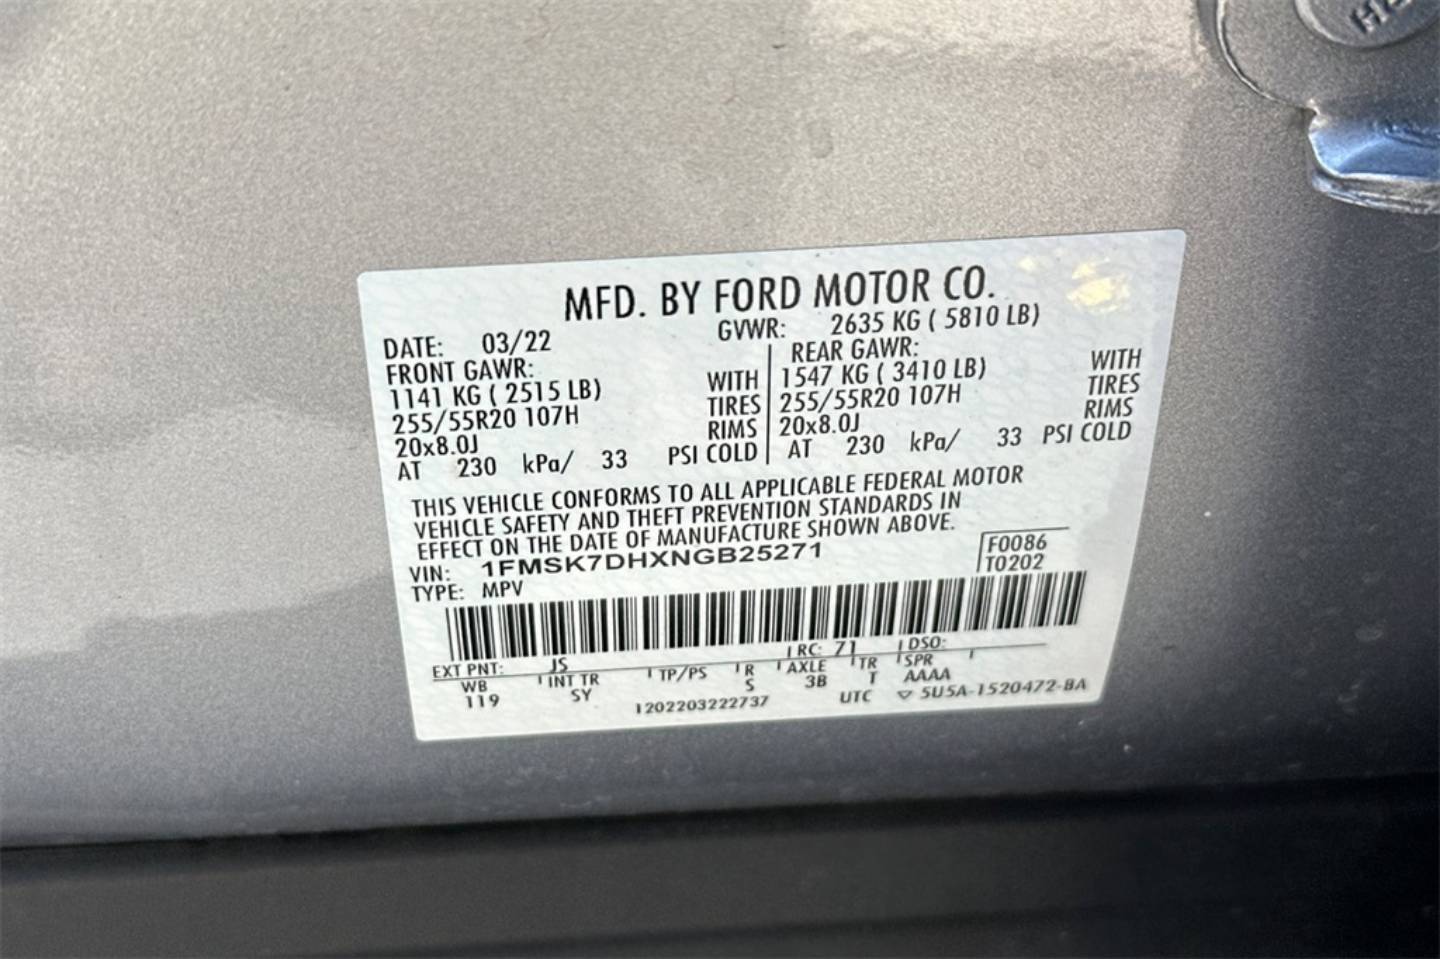 MFD. BY FORD MOTOR CO.
DATE: 03/22 GVWR: 2635 KG ( 5810 LB)
FRONT GAWR: REAR GAWR:
1141 KG ( 2515 LB) WITH 1547 KG ( 3410 LB) WITH
255/55R20 107H TIRES 255/55R20 107H TIRES
20x8.0J RIMS 20x8.0J RIMS
AT 230 kPa/ 33 PSI COLD AT 230 kPa/ 33 PSI COLD
THIS VEHICLE CONFORMS TO ALL APPLICABLE FEDERAL MOTOR
VEHICLE SAFETY AND THEFT PREVENTION STANDARDS IN
EFFECT ON THE DATE OF MANUFACTURE SHOWN ABOVE.
VIN: 1FMSK7DHXNGB25271 F0086
TYPE: MPV T0202
EXT PNT: JS RC: 71 DSO:
WB INT TR TP/PS R AXLE TR SPR
119 SY S 3B T AAAA
1202203222737 UTC ▽ 5U5A-1520472-BA